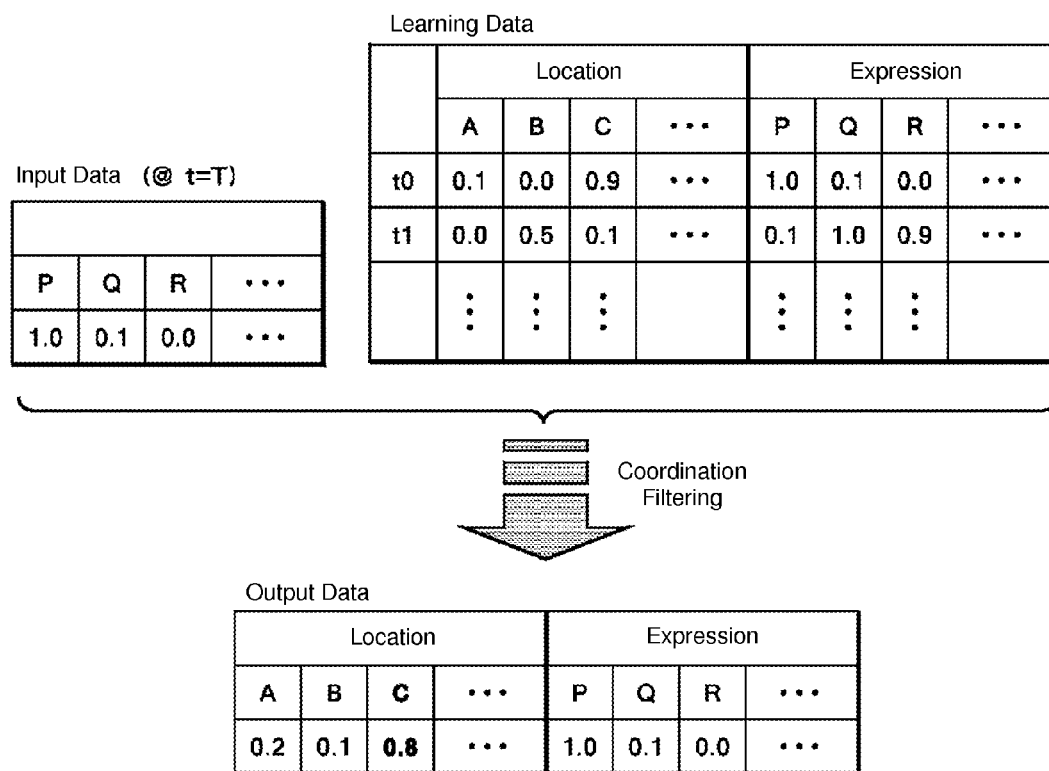 Learning Data
Location Expression
A B C ••• P Q R •••
t0 0.1 0.0 0.9 ••• 1.0 0.1 0.0 •••
t1 0.0 0.5 0.1 ••• 0.1 1.0 0.9 •••
Input Data (@ t=T)
P Q R •••
1.0 0.1 0.0 •••
Coordination
Filtering
Output Data
Location Expression
A B C ••• P Q R •••
0.2 0.1 0.8 ••• 1.0 0.1 0.0 •••